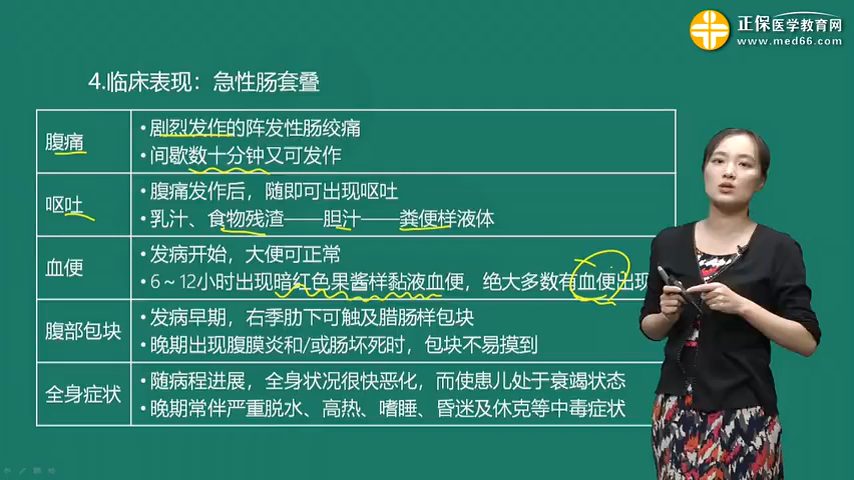 正保医学教育网
www.med66.com
4.临床表现：急性肠套叠
腹痛
•剧烈发作的阵发性肠绞痛
•间歇数十分钟又可发作
呕吐
•腹痛发作后，随即可出现呕吐
•乳汁、食物残渣——胆汁——粪便样液体
血便
•发病开始，大便可正常
•6～12小时出现暗红色果酱样黏液血便，绝大多数有血便出现
腹部包块
•发病早期，右季肋下可触及腊肠样包块
•晚期出现腹膜炎和/或肠坏死时，包块不易摸到
全身症状
•随病程进展，全身状况很快恶化，而使患儿处于衰竭状态
•晚期常伴严重脱水、高热、嗜睡、昏迷及休克等中毒症状